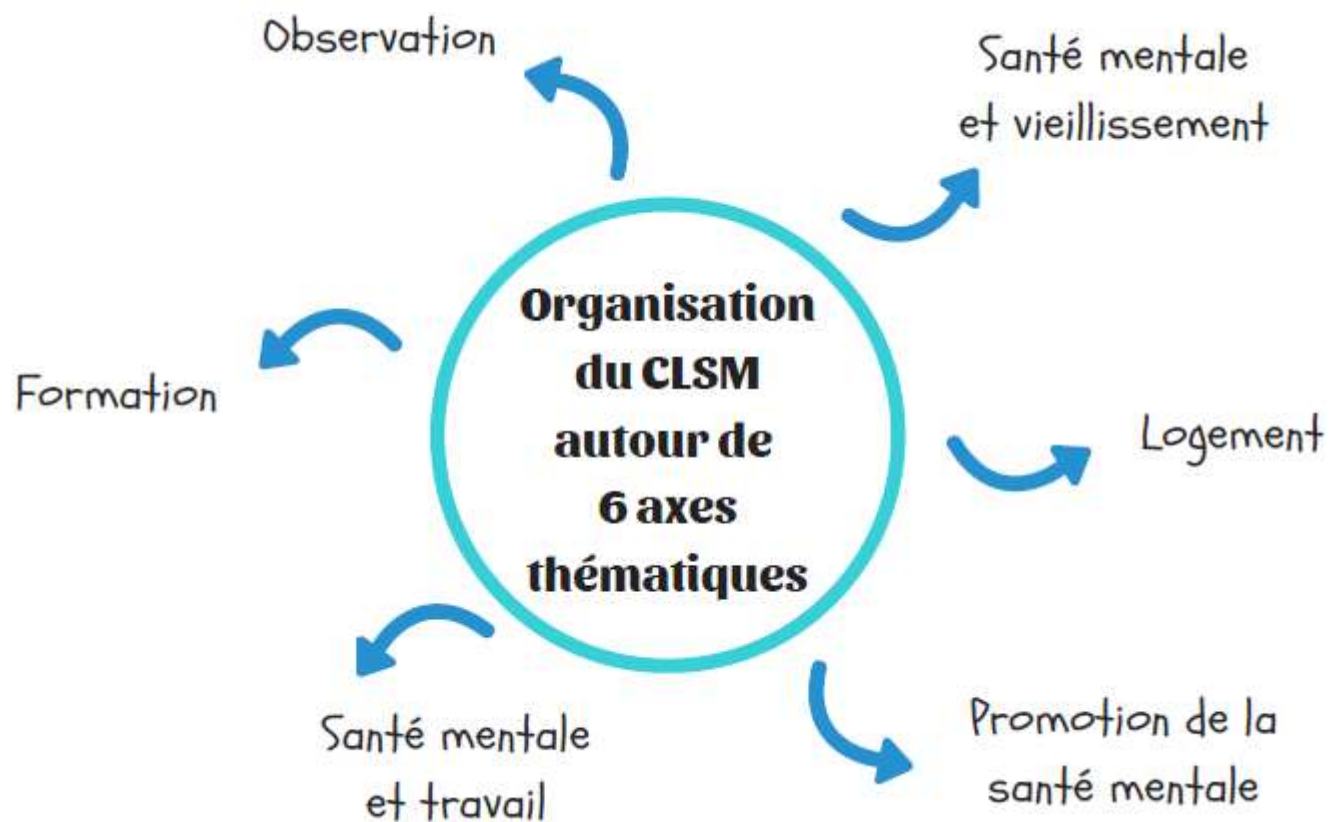 Observation
Santé mentale
et vieillissement
Organisation
du CLSM
autour de
6 axes
thématiques
Formation
Logement
Santé mentale
et travail
Promotion de la
santé mentale